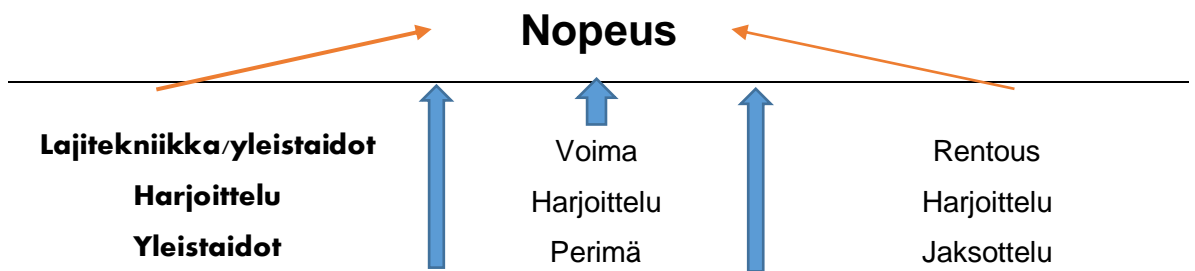 Nopeus
Lajitekniikka/yleistaidot
Harjoittelu
Yleistaidot
Voima
Harjoittelu
Perimä
Rentous
Harjoittelu
Jaksottelu